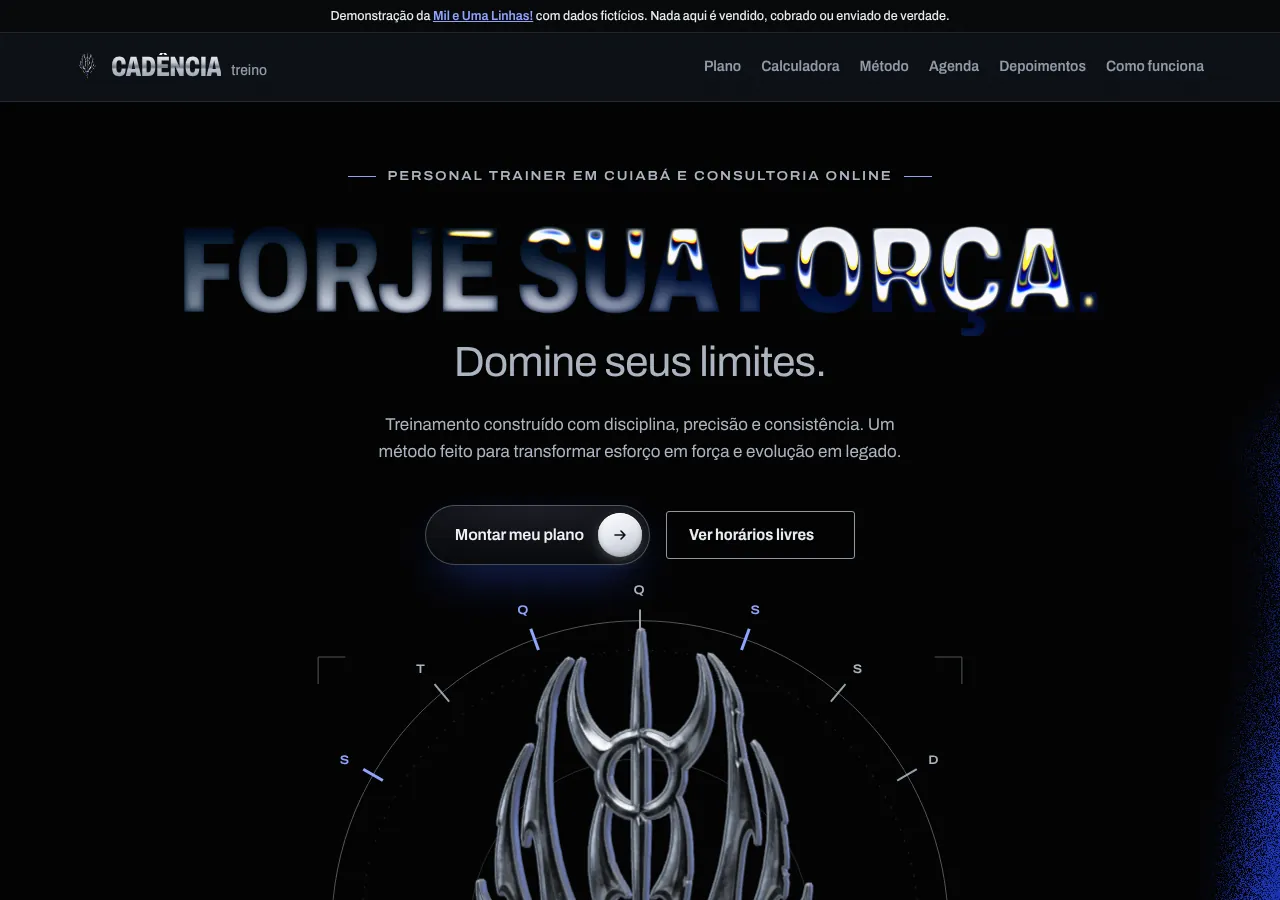 Demonstração da Mil e Uma Linhas! com dados fictícios. Nada aqui é vendido, cobrado ou enviado de verdade.
CADÊNCIA treino
Plano Calculadora Método Agenda Depoimentos Como funciona
PERSONAL TRAINER EM CUIABÁ E CONSULTORIA ONLINE
FORJE SUA FORÇA.
Domine seus limites.
Treinamento construído com disciplina, precisão e consistência. Um
método feito para transformar esforço em força e evolução em legado.
Montar meu plano
Ver horários livres
S
T
Q
Q
S
S
D